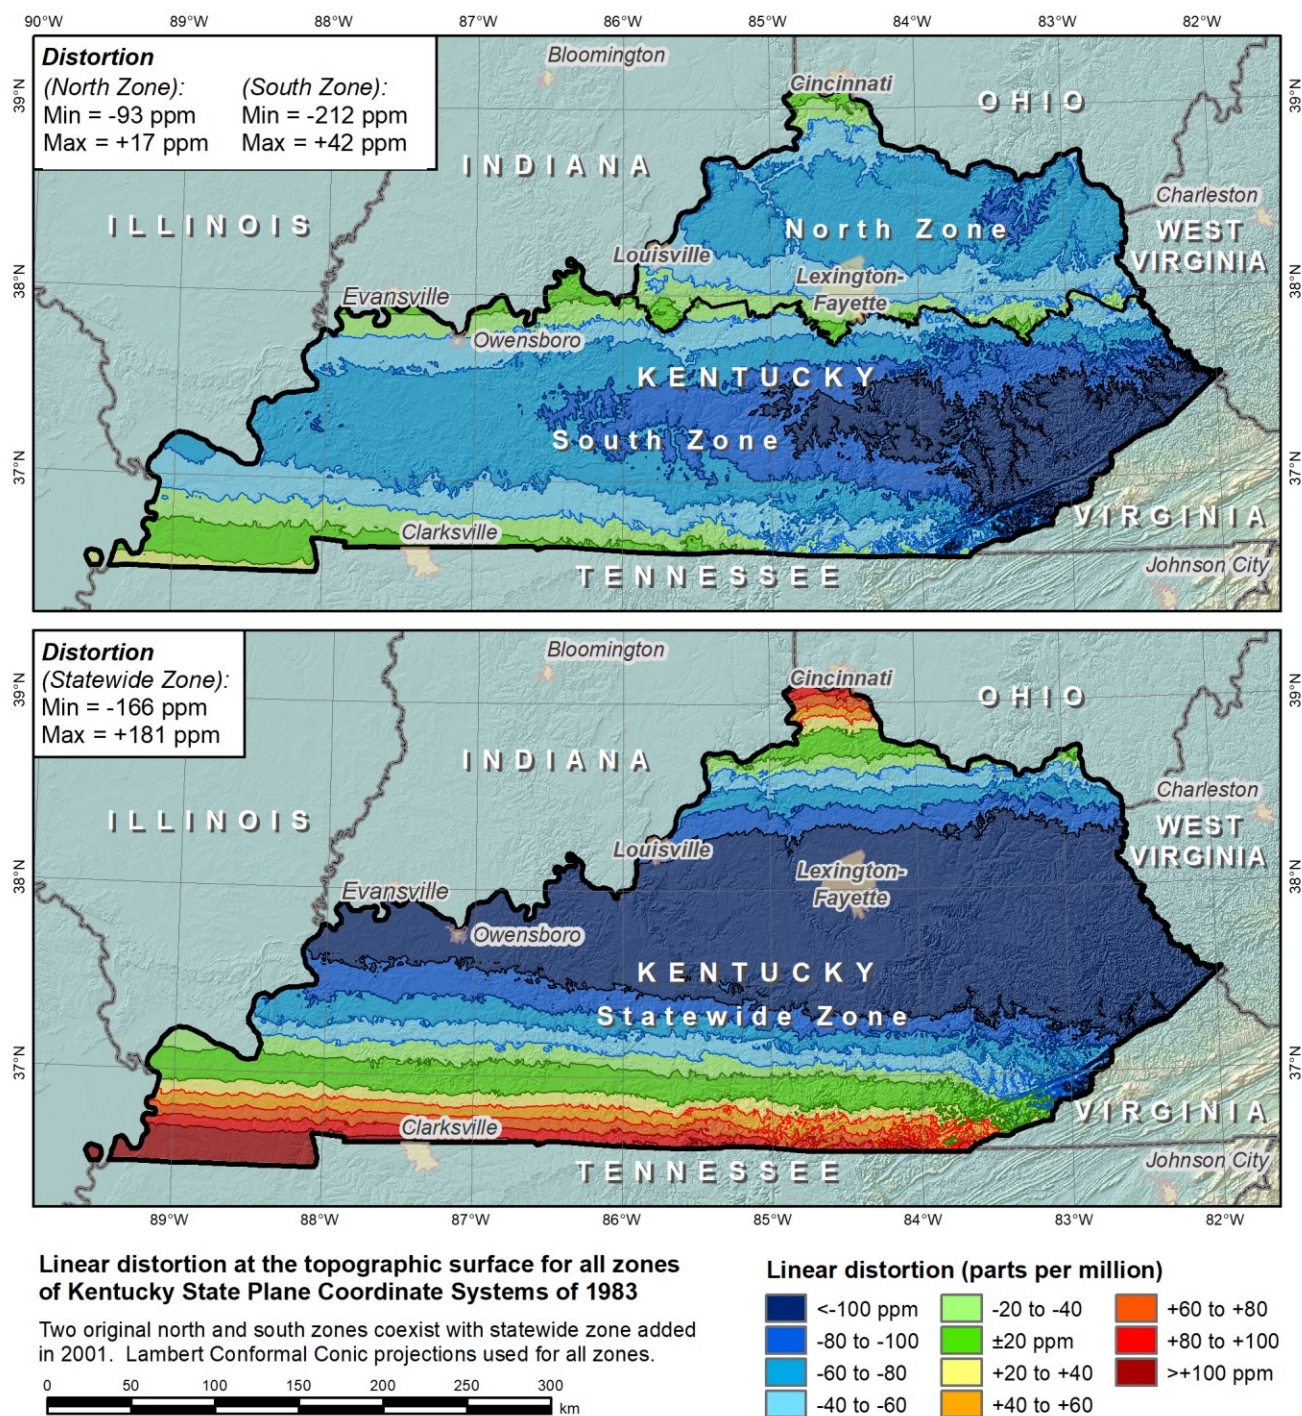 90°W 89°W 88°W 87°W 86°W 85°W 84°W 83°W 82°W
Distortion
(North Zone): (South Zone):
Min = -93 ppm Min = -212 ppm
Max = +17 ppm Max = +42 ppm
39°N
39°N
38°N
38°N
37°N
37°N
Bloomington
Cincinnati
OHIO
INDIANA
ILLINOIS
Charleston
WEST
VIRGINIA
North Zone
Louisville
Lexington-
Fayette
Evansville
Owensboro
KENTUCKY
South Zone
Clarksville
VIRGINIA
TENNESSEE
Johnson City
Distortion
(Statewide Zone):
Min = -166 ppm
Max = +181 ppm
39°N
39°N
38°N
38°N
37°N
37°N
Bloomington
Cincinnati
OHIO
INDIANA
ILLINOIS
Charleston
WEST
VIRGINIA
Louisville
Lexington-
Fayette
Evansville
Owensboro
KENTUCKY
Statewide Zone
Clarksville
VIRGINIA
TENNESSEE
Johnson City
89°W 88°W 87°W 86°W 85°W 84°W 83°W 82°W
Linear distortion at the topographic surface for all zones
of Kentucky State Plane Coordinate Systems of 1983
Two original north and south zones coexist with statewide zone added
in 2001. Lambert Conformal Conic projections used for all zones.
0 50 100 150 200 250 300
km
Linear distortion (parts per million)
<-100 ppm
-80 to -100
-60 to -80
-40 to -60
-20 to -40
±20 ppm
+20 to +40
+40 to +60
+60 to +80
+80 to +100
>+100 ppm